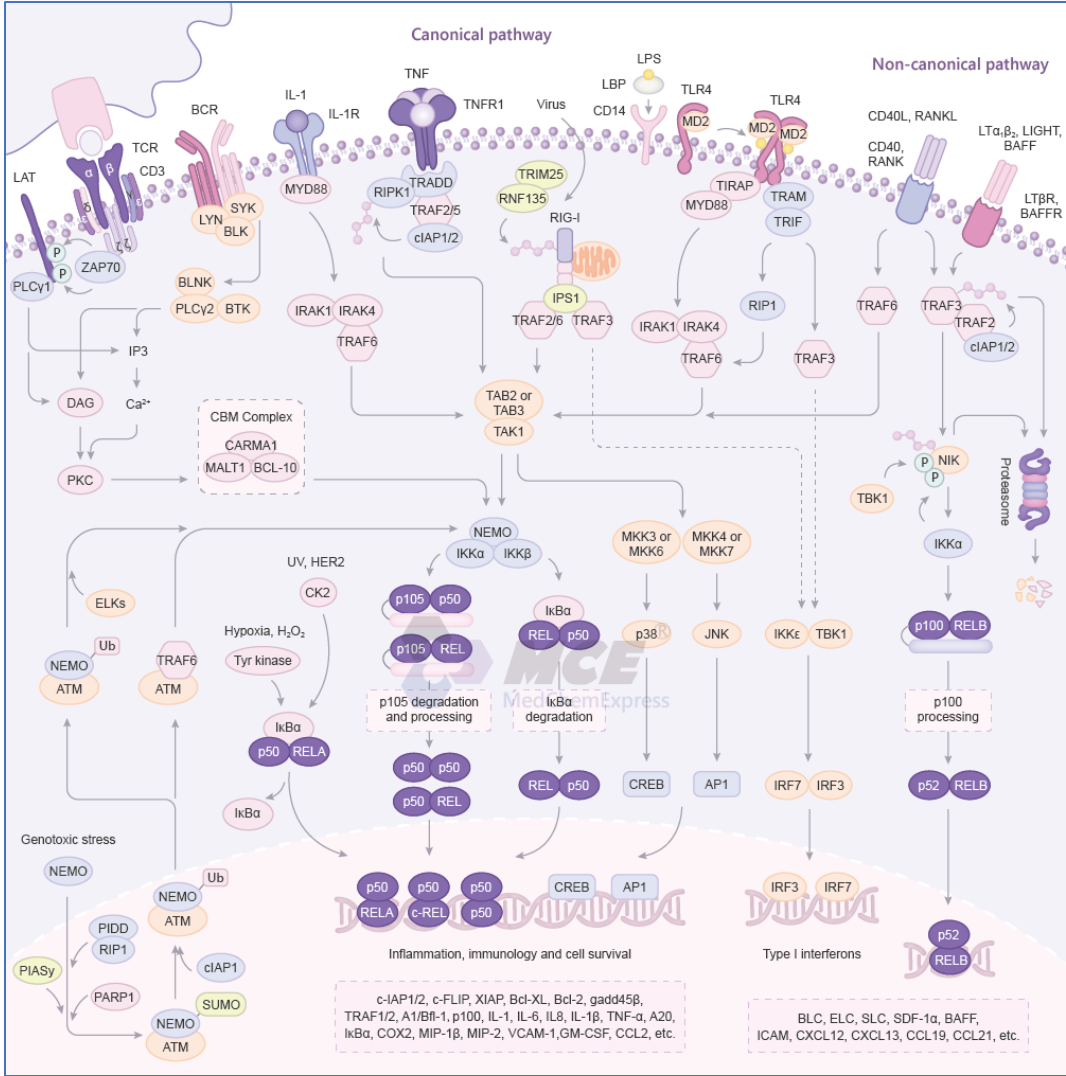 Canonical pathway
Non-canonical pathway
LPS
LBP
CD14
TNF
TNFR1
Virus
TLR4
MD2
TLR4
MD2
MD2
IL-1
IL-1R
BCR
TCR
CD3
α
β
δ
ε
γ
ε
ζζ
LAT
CD40L, RANKL
CD40,
RANK
LTα₁β₂, LIGHT,
BAFF
LTβR,
BAFFR
MYD88
RIPK1
TRADD
TRAF2/5
cIAP1/2
TRIM25
RNF135
RIG-I
TIRAP
MYD88
TRAM
TRIF
LYN
SYK
BLK
P
P
ZAP70
PLCγ1
BLNK
PLCγ2
BTK
IRAK1
IRAK4
TRAF6
IPS1
TRAF2/6
TRAF3
IRAK1
IRAK4
TRAF6
RIP1
TRAF3
TRAF6
TRAF3
TRAF2
cIAP1/2
IP3
DAG
Ca²⁺
PKC
CBM Complex
CARMA1
MALT1
BCL-10
TAB2 or
TAB3
TAK1
P
P
NIK
TBK1
Proteasome
NEMO
IKKα
IKKβ
MKK3 or
MKK6
MKK4 or
MKK7
IKKα
ELKs
UV, HER2
CK2
Hypoxia, H₂O₂
Tyr kinase
p105
p50
p105
REL
IκBα
REL
p50
p38
JNK
IKKε
TBK1
p100
RELB
MCE
MedChemExpress
R
NEMO
Ub
ATM
TRAF6
ATM
IκBα
p50
RELA
IκBα
p105 degradation
and processing
IκBα
degradation
p100
processing
p50
p50
p50
REL
REL
p50
CREB
AP1
IRF7
IRF3
p52
RELB
Genotoxic stress
NEMO
NEMO
Ub
ATM
PIDD
RIP1
PIASy
PARP1
cIAP1
NEMO
SUMO
ATM
p50
RELA
p50
c-REL
p50
p50
CREB
AP1
IRF3
IRF7
p52
RELB
Inflammation, immunology and cell survival
Type I interferons
c-IAP1/2, c-FLIP, XIAP, Bcl-XL, Bcl-2, gadd45β,
TRAF1/2, A1/Bfl-1, p100, IL-1, IL-6, IL8, IL-1β, TNF-α, A20,
IκBα, COX2, MIP-1β, MIP-2, VCAM-1,GM-CSF, CCL2, etc.
BLC, ELC, SLC, SDF-1α, BAFF,
ICAM, CXCL12, CXCL13, CCL19, CCL21, etc.